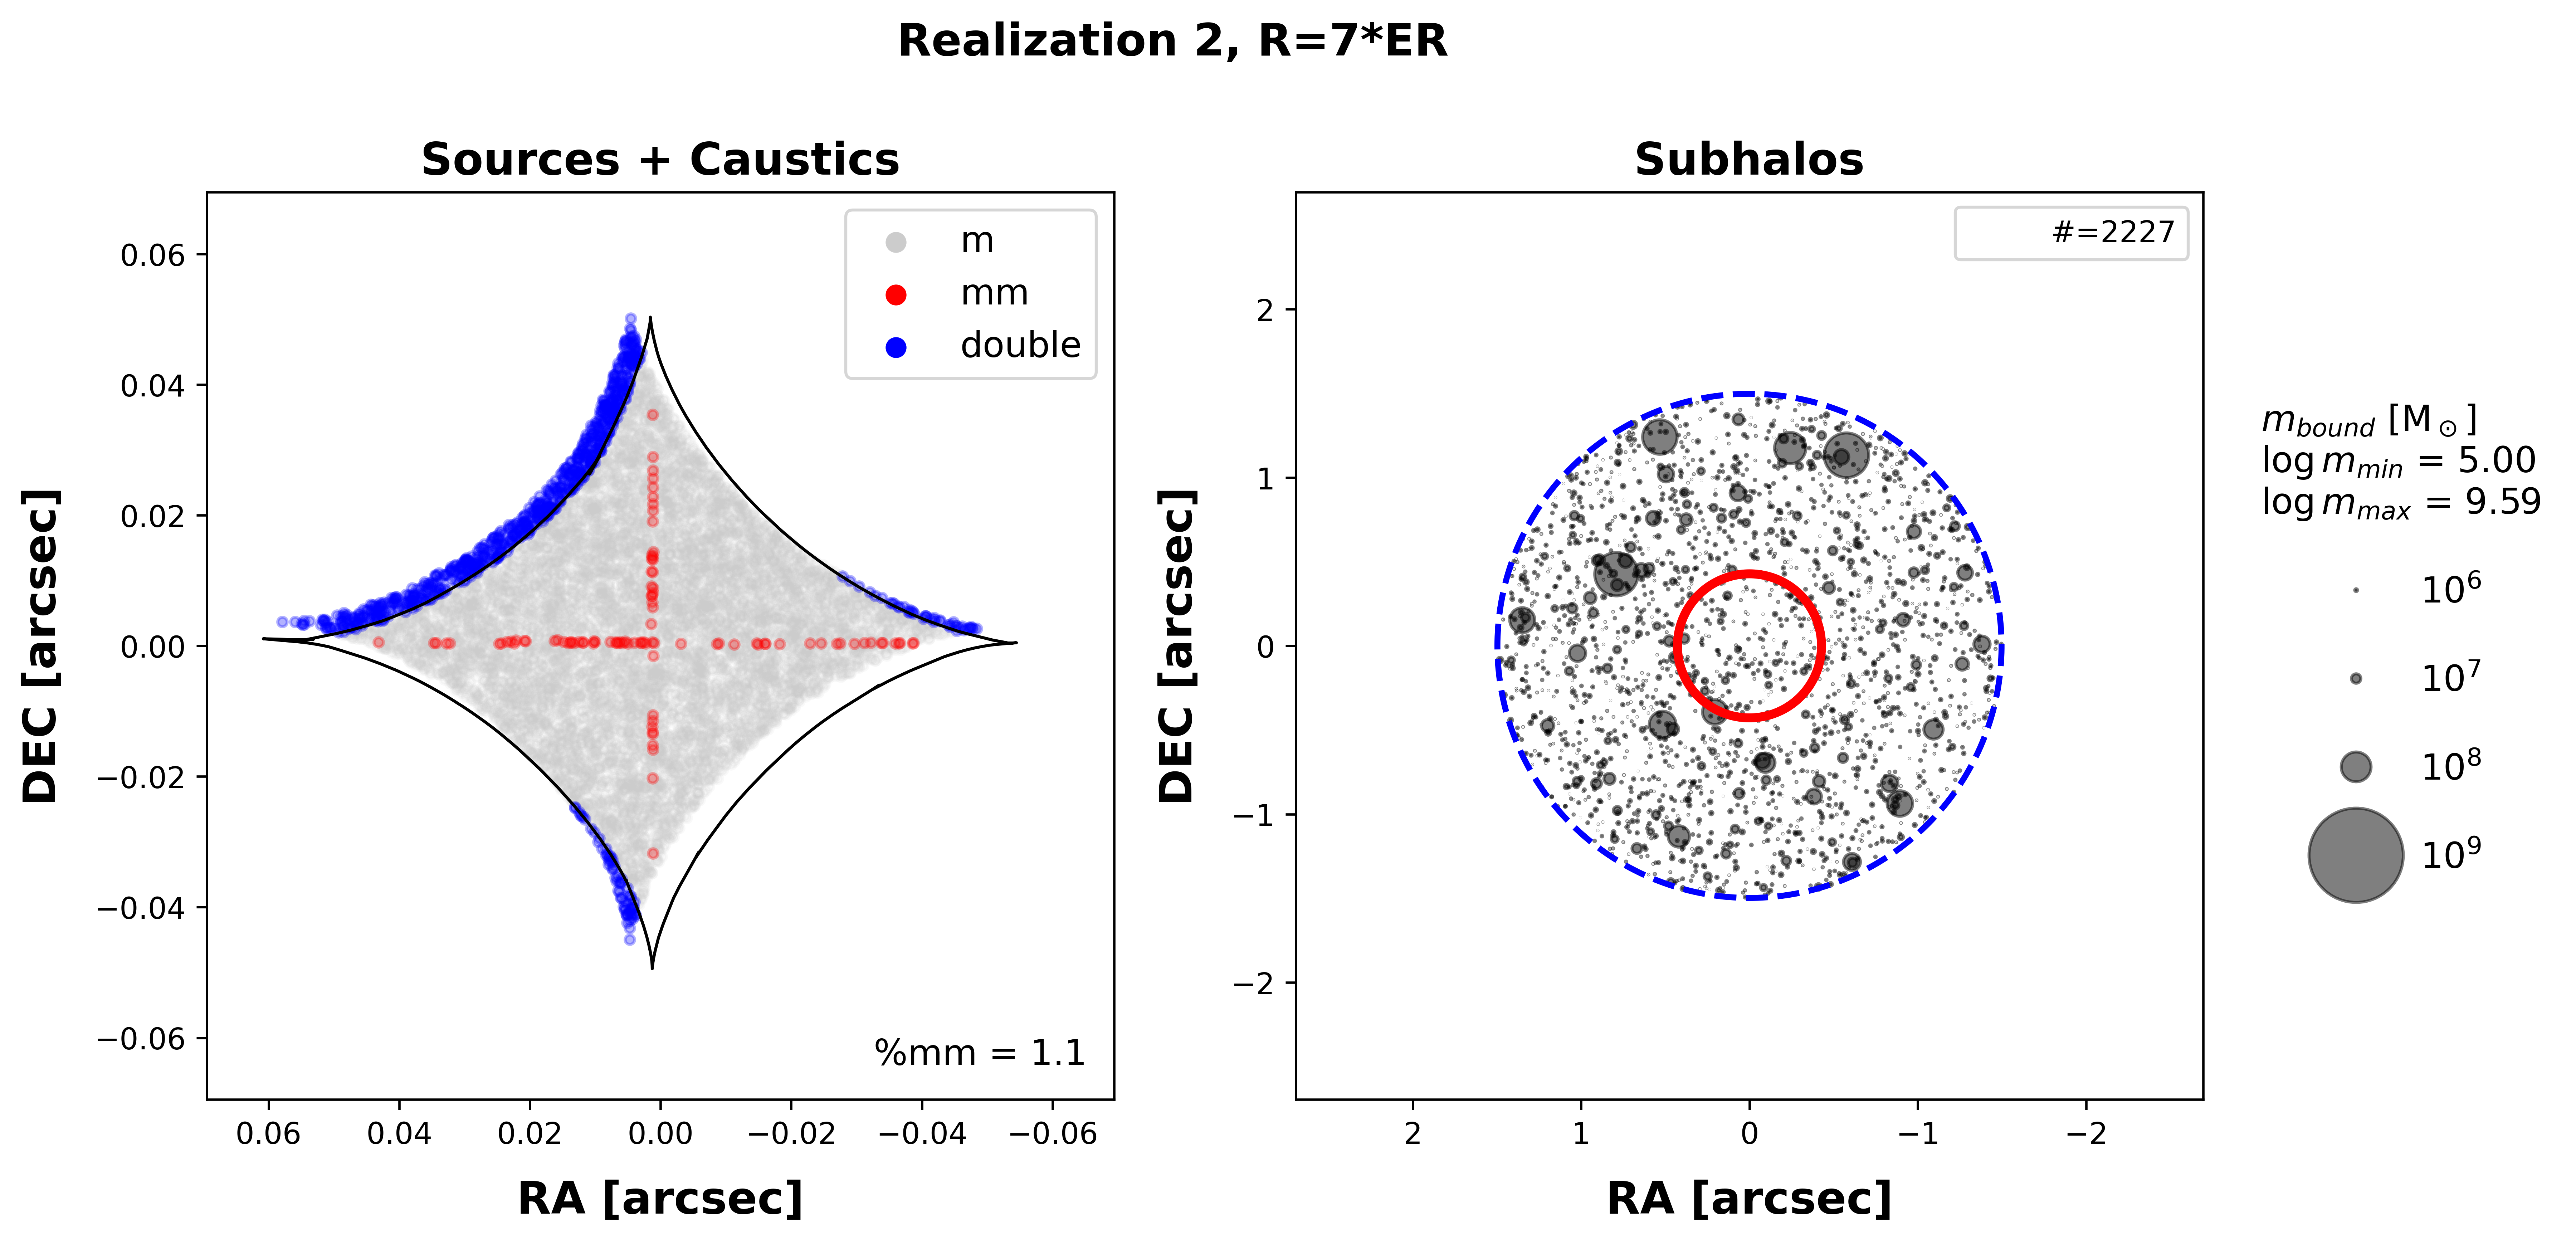 Realization 2, R=7*ER
Sources + Caustics
m
mm
double
0.06
0.04
0.02
0.00
−0.02
−0.04
−0.06
DEC [arcsec]
%mm = 1.1
0.06 0.04 0.02 0.00 −0.02 −0.04 −0.06
RA [arcsec]
Subhalos
#=2227
2
1
0
−1
−2
DEC [arcsec]
2 1 0 −1 −2
RA [arcsec]
m_bound [M_⊙]
log m_min = 5.00
log m_max = 9.59
10^6
10^7
10^8
10^9